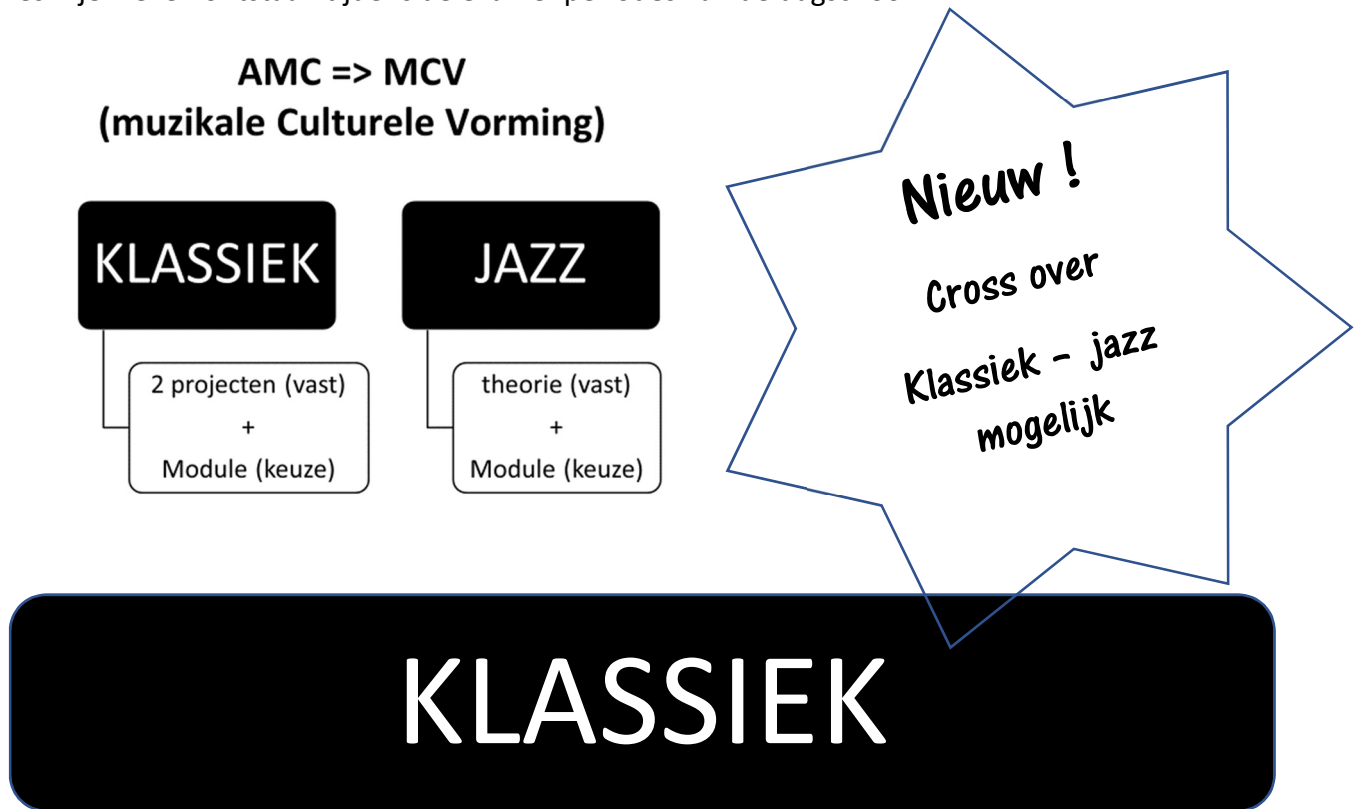 AMC => MCV
(muzikale Culturele Vorming)
KLASSIEK
2 projecten (vast)
+
Module (keuze)
JAZZ
theorie (vast)
+
Module (keuze)
Nieuw !
Cross over
Klassiek – jazz
mogelijk
KLASSIEK